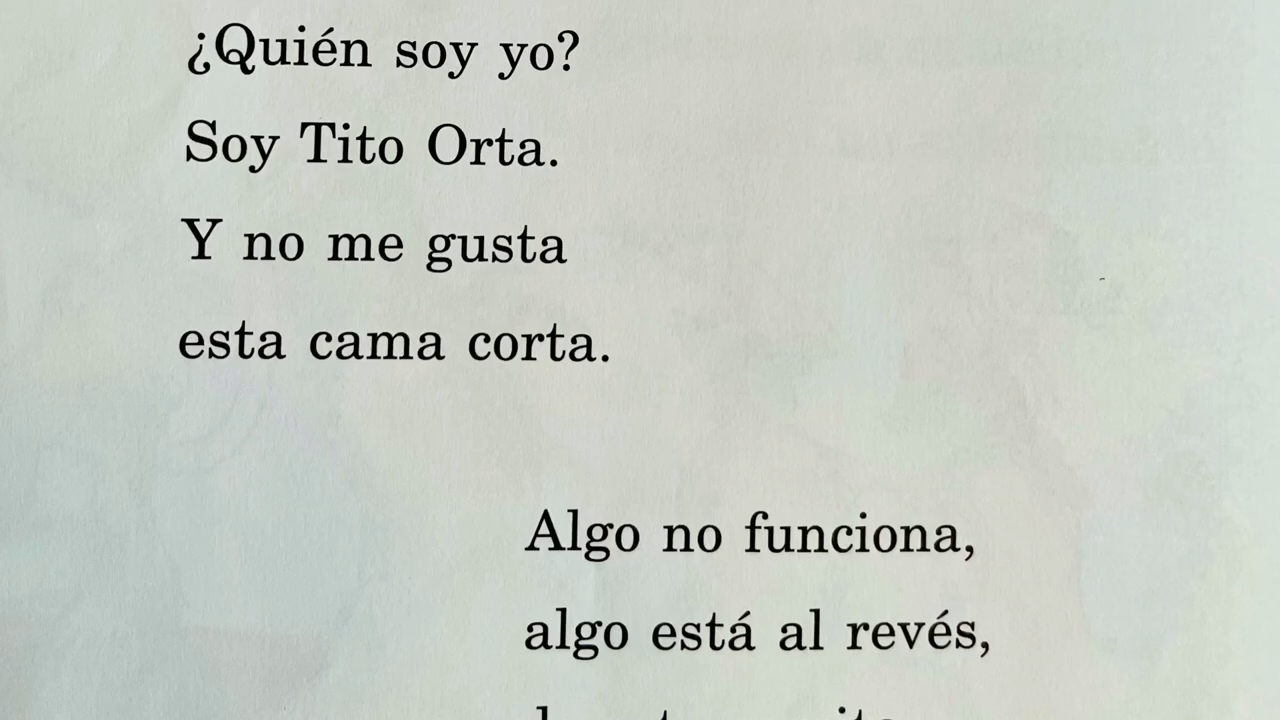 ¿Quién soy yo?
Soy Tito Orta.
Y no me gusta
esta cama corta.
Algo no funciona,
algo está al revés,